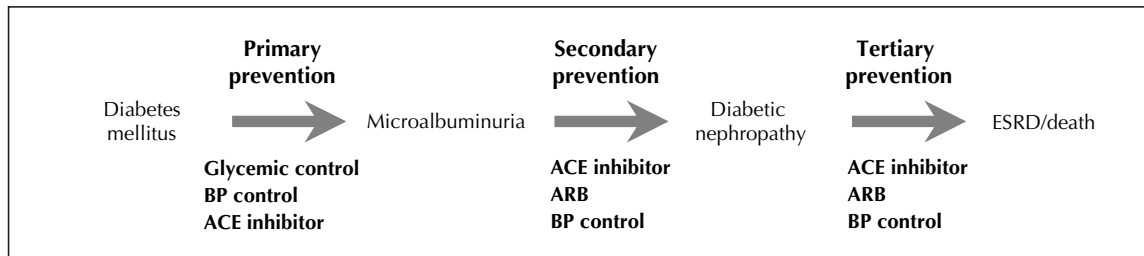 Primary
prevention
Secondary
prevention
Tertiary
prevention
Diabetes
mellitus
Microalbuminuria
Diabetic
nephropathy
ESRD/death
Glycemic control
BP control
ACE inhibitor
ACE inhibitor
ARB
BP control
ACE inhibitor
ARB
BP control